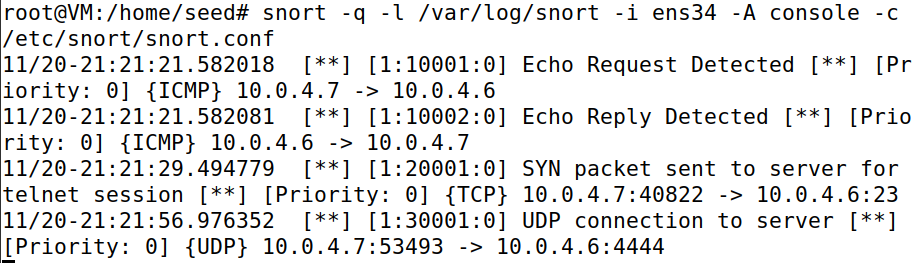 root@VM:/home/seed# snort -q -l /var/log/snort -i ens34 -A console -c
/etc/snort/snort.conf
11/20-21:21:21.582018  [**] [1:10001:0] Echo Request Detected [**] [Pr
iority: 0] {ICMP} 10.0.4.7 -> 10.0.4.6
11/20-21:21:21.582081  [**] [1:10002:0] Echo Reply Detected [**] [Prio
rity: 0] {ICMP} 10.0.4.6 -> 10.0.4.7
11/20-21:21:29.494779  [**] [1:20001:0] SYN packet sent to server for
telnet session [**] [Priority: 0] {TCP} 10.0.4.7:40822 -> 10.0.4.6:23
11/20-21:21:56.976352  [**] [1:30001:0] UDP connection to server [**]
[Priority: 0] {UDP} 10.0.4.7:53493 -> 10.0.4.6:4444